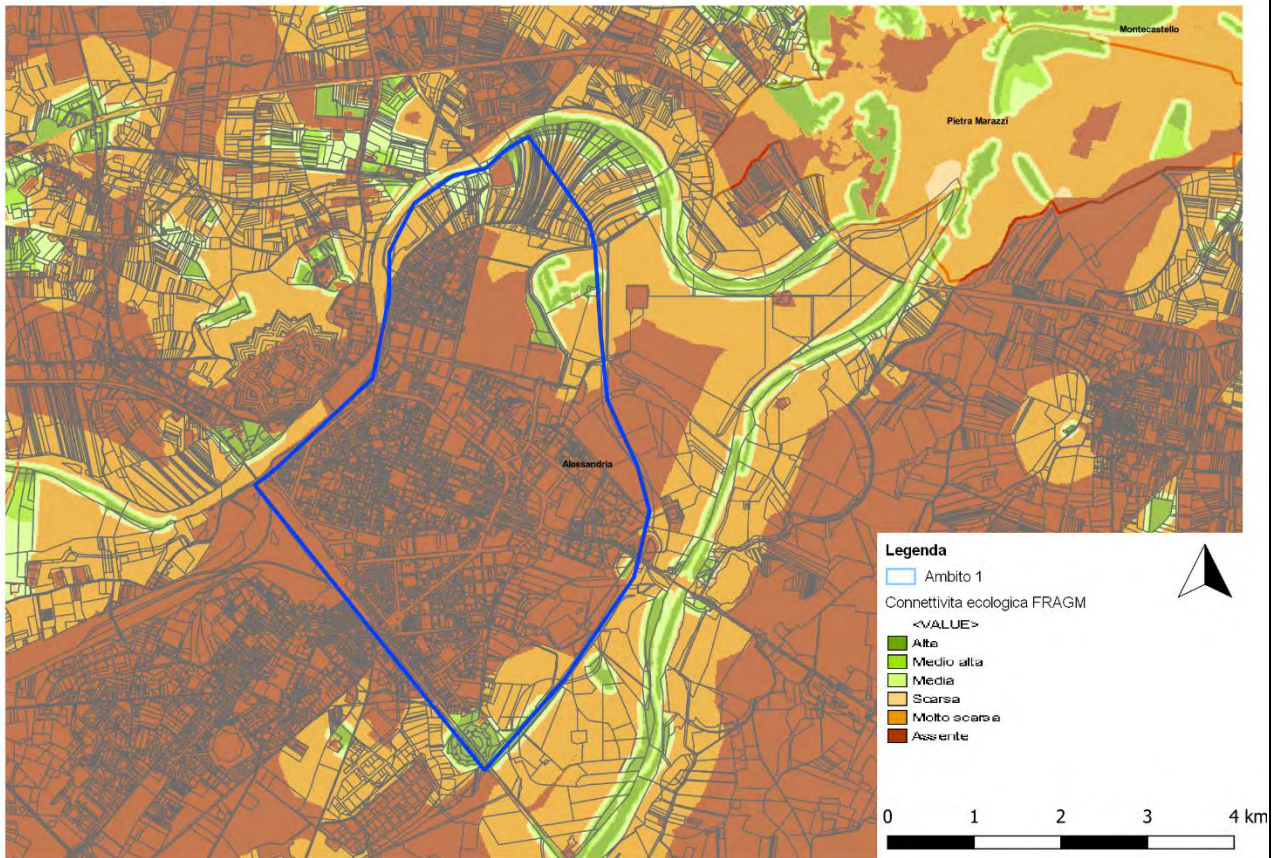 Montecastello
Pietra Marazzi
Alessandria
Legenda
Ambito 1
Connettivita ecologica FRAGM
<VALUE>
Alta
Medio alta
Media
Scarsa
Molto scarsa
Assente
0 1 2 3 4 km